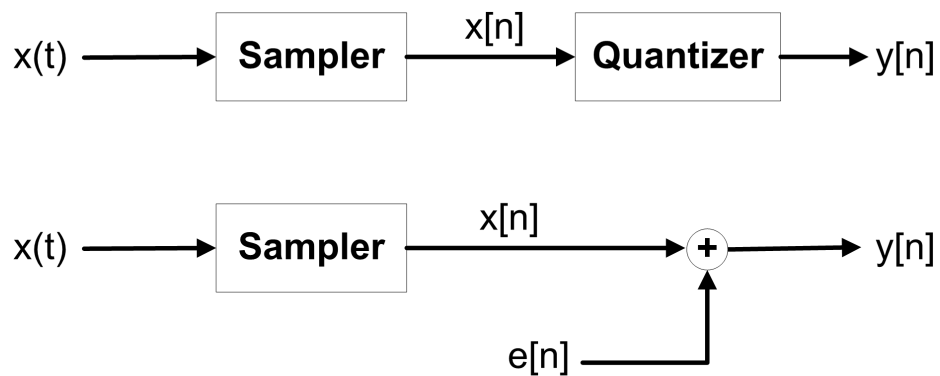 x[n]
x(t) Sampler Quantizer y[n]
x[n]
x(t) Sampler + y[n]
e[n]